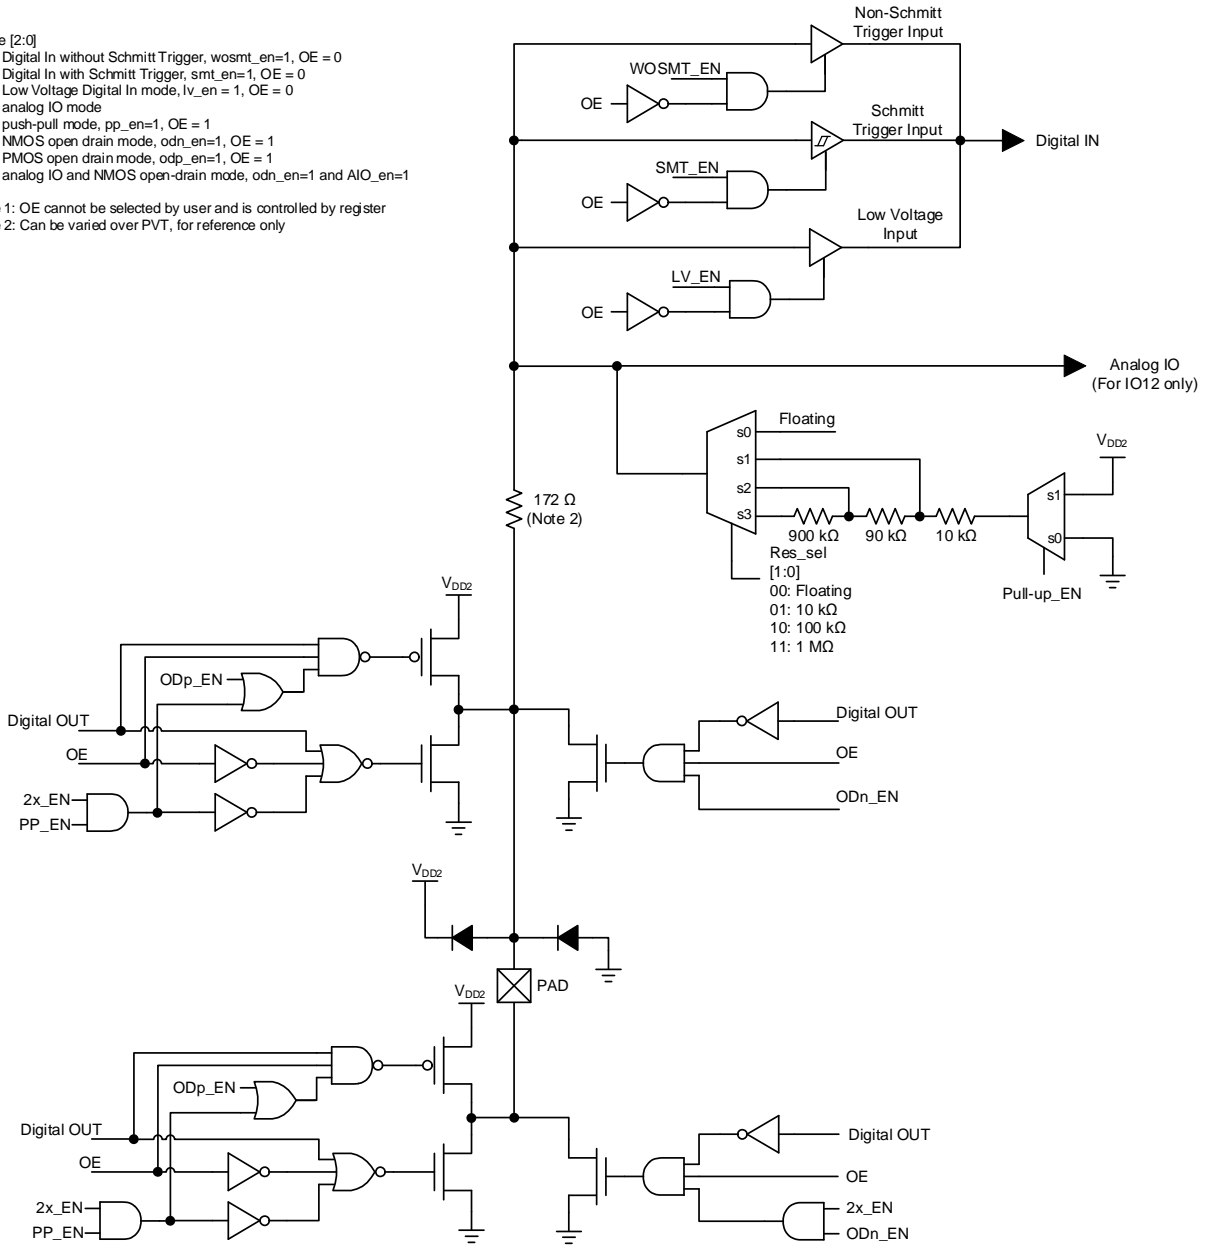 e [2:0]
Digital In without Schmitt Trigger, wosmt_en=1, OE = 0
Digital In with Schmitt Trigger, smt_en=1, OE = 0
Low Voltage Digital In mode, lv_en = 1, OE = 0
analog IO mode
push-pull mode, pp_en=1, OE = 1
NMOS open drain mode, odn_en=1, OE = 1
PMOS open drain mode, odp_en=1, OE = 1
analog IO and NMOS open-drain mode, odn_en=1 and AIO_en=1
e 1: OE cannot be selected by user and is controlled by register
e 2: Can be varied over PVT, for reference only
Non-Schmitt
Trigger Input
WOSMT_EN
OE
Schmitt
Trigger Input
Digital IN
SMT_EN
OE
Low Voltage
Input
LV_EN
OE
Analog IO
(For IO12 only)
s0
Floating
s1
s2
s3
900 kΩ
90 kΩ
10 kΩ
VDD2
s1
s0
Pull-up_EN
Res_sel
[1:0]
00: Floating
01: 10 kΩ
10: 100 kΩ
11: 1 MΩ
172 Ω
(Note 2)
VDD2
ODp_EN
Digital OUT
OE
2x_EN
PP_EN
Digital OUT
OE
ODn_EN
VDD2
PAD
VDD2
ODp_EN
Digital OUT
OE
2x_EN
PP_EN
Digital OUT
OE
2x_EN
ODn_EN